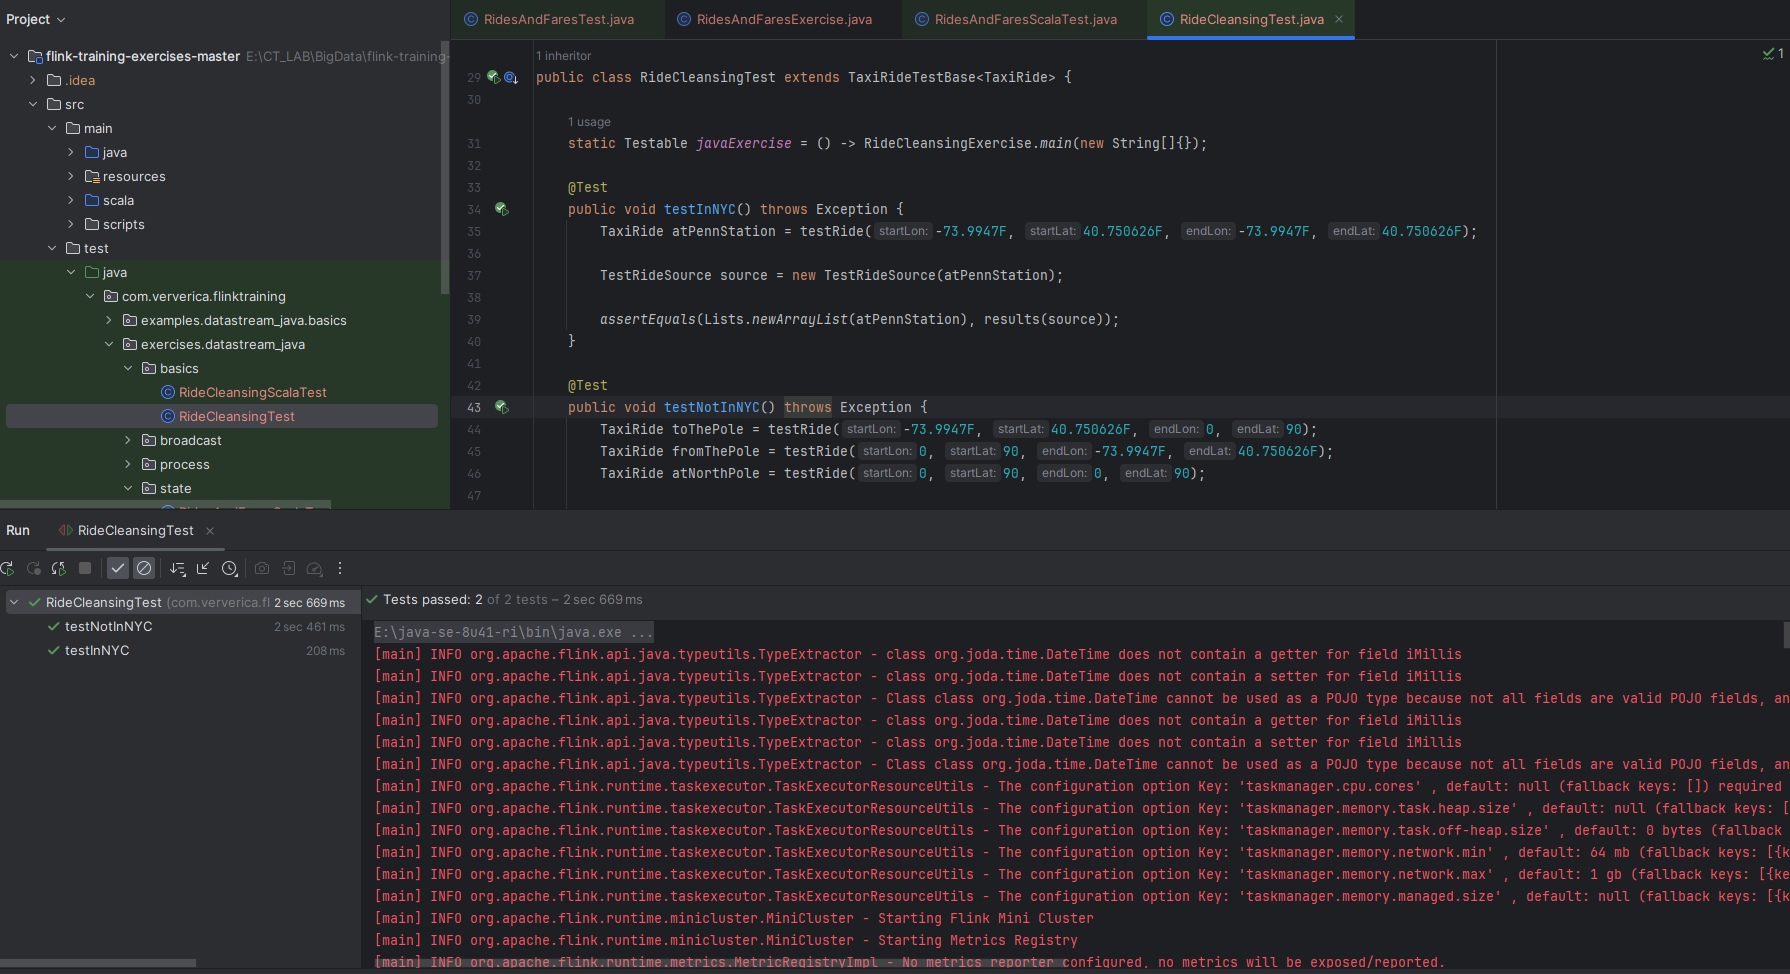 Project
RidesAndFaresTest.java
RidesAndFaresExercise.java
RidesAndFaresScalaTest.java
RideCleansingTest.java
flink-training-exercises-master E:\CT_LAB\BigData\flink-training-
.idea
src
main
java
resources
scala
scripts
test
java
com.ververica.flinktraining
examples.datastream_java.basics
exercises.datastream_java
basics
RideCleansingScalaTest
RideCleansingTest
broadcast
process
state
1
1 inheritor
29 public class RideCleansingTest extends TaxiRideTestBase<TaxiRide> {
30
1 usage
31 static Testable javaExercise = () -> RideCleansingExercise.main(new String[]{});
32
33 @Test
34 public void testInNYC() throws Exception {
35 TaxiRide atPennStation = testRide( startLon: -73.9947F, startLat: 40.750626F, endLon: -73.9947F, endLat: 40.750626F);
36
37 TestRideSource source = new TestRideSource(atPennStation);
38
39 assertEquals(Lists.newArrayList(atPennStation), results(source));
40 }
41
42 @Test
43 public void testNotInNYC() throws Exception {
44 TaxiRide toThePole = testRide( startLon: -73.9947F, startLat: 40.750626F, endLon: 0, endLat: 90);
45 TaxiRide fromThePole = testRide( startLon: 0, startLat: 90, endLon: -73.9947F, endLat: 40.750626F);
46 TaxiRide atNorthPole = testRide( startLon: 0, startLat: 90, endLon: 0, endLat: 90);
47
Run RideCleansingTest
RideCleansingTest (com.ververica.fl 2 sec 669 ms
testNotInNYC 2 sec 461 ms
testInNYC 208 ms
Tests passed: 2 of 2 tests – 2 sec 669 ms
E:\java-se-8u41-ri\bin\java.exe ...
[main] INFO org.apache.flink.api.java.typeutils.TypeExtractor - class org.joda.time.DateTime does not contain a getter for field iMillis
[main] INFO org.apache.flink.api.java.typeutils.TypeExtractor - class org.joda.time.DateTime does not contain a setter for field iMillis
[main] INFO org.apache.flink.api.java.typeutils.TypeExtractor - Class class org.joda.time.DateTime cannot be used as a POJO type because not all fields are valid POJO fields, an
[main] INFO org.apache.flink.api.java.typeutils.TypeExtractor - class org.joda.time.DateTime does not contain a getter for field iMillis
[main] INFO org.apache.flink.api.java.typeutils.TypeExtractor - class org.joda.time.DateTime does not contain a setter for field iMillis
[main] INFO org.apache.flink.api.java.typeutils.TypeExtractor - Class class org.joda.time.DateTime cannot be used as a POJO type because not all fields are valid POJO fields, an
[main] INFO org.apache.flink.runtime.taskexecutor.TaskExecutorResourceUtils - The configuration option Key: 'taskmanager.cpu.cores' , default: null (fallback keys: []) required
[main] INFO org.apache.flink.runtime.taskexecutor.TaskExecutorResourceUtils - The configuration option Key: 'taskmanager.memory.task.heap.size' , default: null (fallback keys: [
[main] INFO org.apache.flink.runtime.taskexecutor.TaskExecutorResourceUtils - The configuration option Key: 'taskmanager.memory.task.off-heap.size' , default: 0 bytes (fallback
[main] INFO org.apache.flink.runtime.taskexecutor.TaskExecutorResourceUtils - The configuration option Key: 'taskmanager.memory.network.min' , default: 64 mb (fallback keys: [{k
[main] INFO org.apache.flink.runtime.taskexecutor.TaskExecutorResourceUtils - The configuration option Key: 'taskmanager.memory.network.max' , default: 1 gb (fallback keys: [{ke
[main] INFO org.apache.flink.runtime.taskexecutor.TaskExecutorResourceUtils - The configuration option Key: 'taskmanager.memory.managed.size' , default: null (fallback keys: [{k
[main] INFO org.apache.flink.runtime.minicluster.MiniCluster - Starting Flink Mini Cluster
[main] INFO org.apache.flink.runtime.minicluster.MiniCluster - Starting Metrics Registry
[main] INFO org.apache.flink.runtime.metrics.MetricRegistryImpl - No metrics reporter configured, no metrics will be exposed/reported.